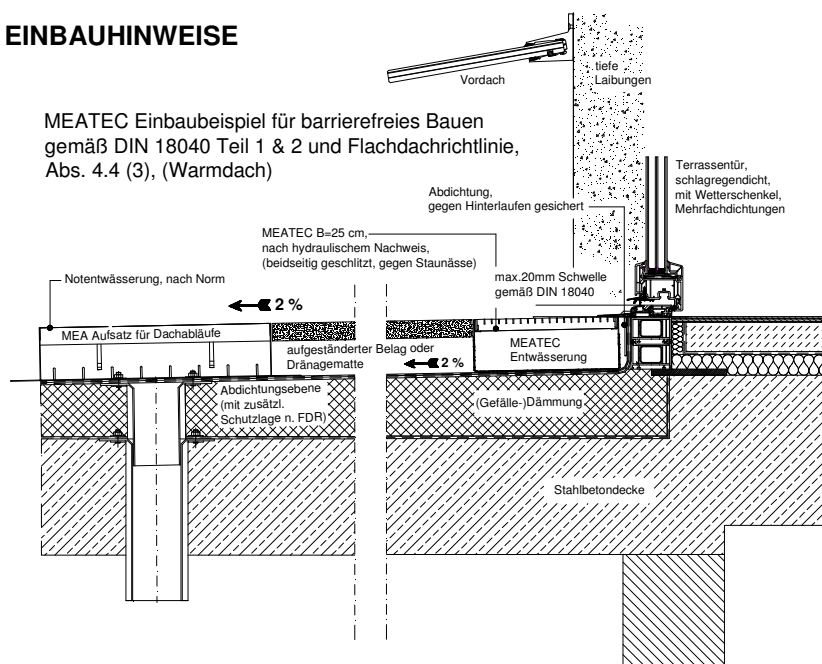 EINBAUHINWEISE
MEATEC Einbaubeispiel für barrierefreies Bauen
gemäß DIN 18040 Teil 1 & 2 und Flachdachrichtlinie,
Abs. 4.4 (3), (Warmdach)
Vordach
tiefe
Laibungen
Terrassentür,
schlagregendicht,
mit Wetterschenkel,
Mehrfachdichtungen
Abdichtung,
gegen Hinterlaufen gesichert
MEATEC B=25 cm,
nach hydraulischem Nachweis,
(beidseitig geschlitzt, gegen Staunässe)
max.20mm Schwelle
gemäß DIN 18040
Notentwässerung, nach Norm
2 %
MEA Aufsatz für Dachabläufe
aufgeständerter Belag oder
Dränagematte
2 %
MEATEC
Entwässerung
Abdichtungsebene
(mit zusätzl.
Schutzlage n. FDR)
(Gefälle-)Dämmung
Stahlbetondecke